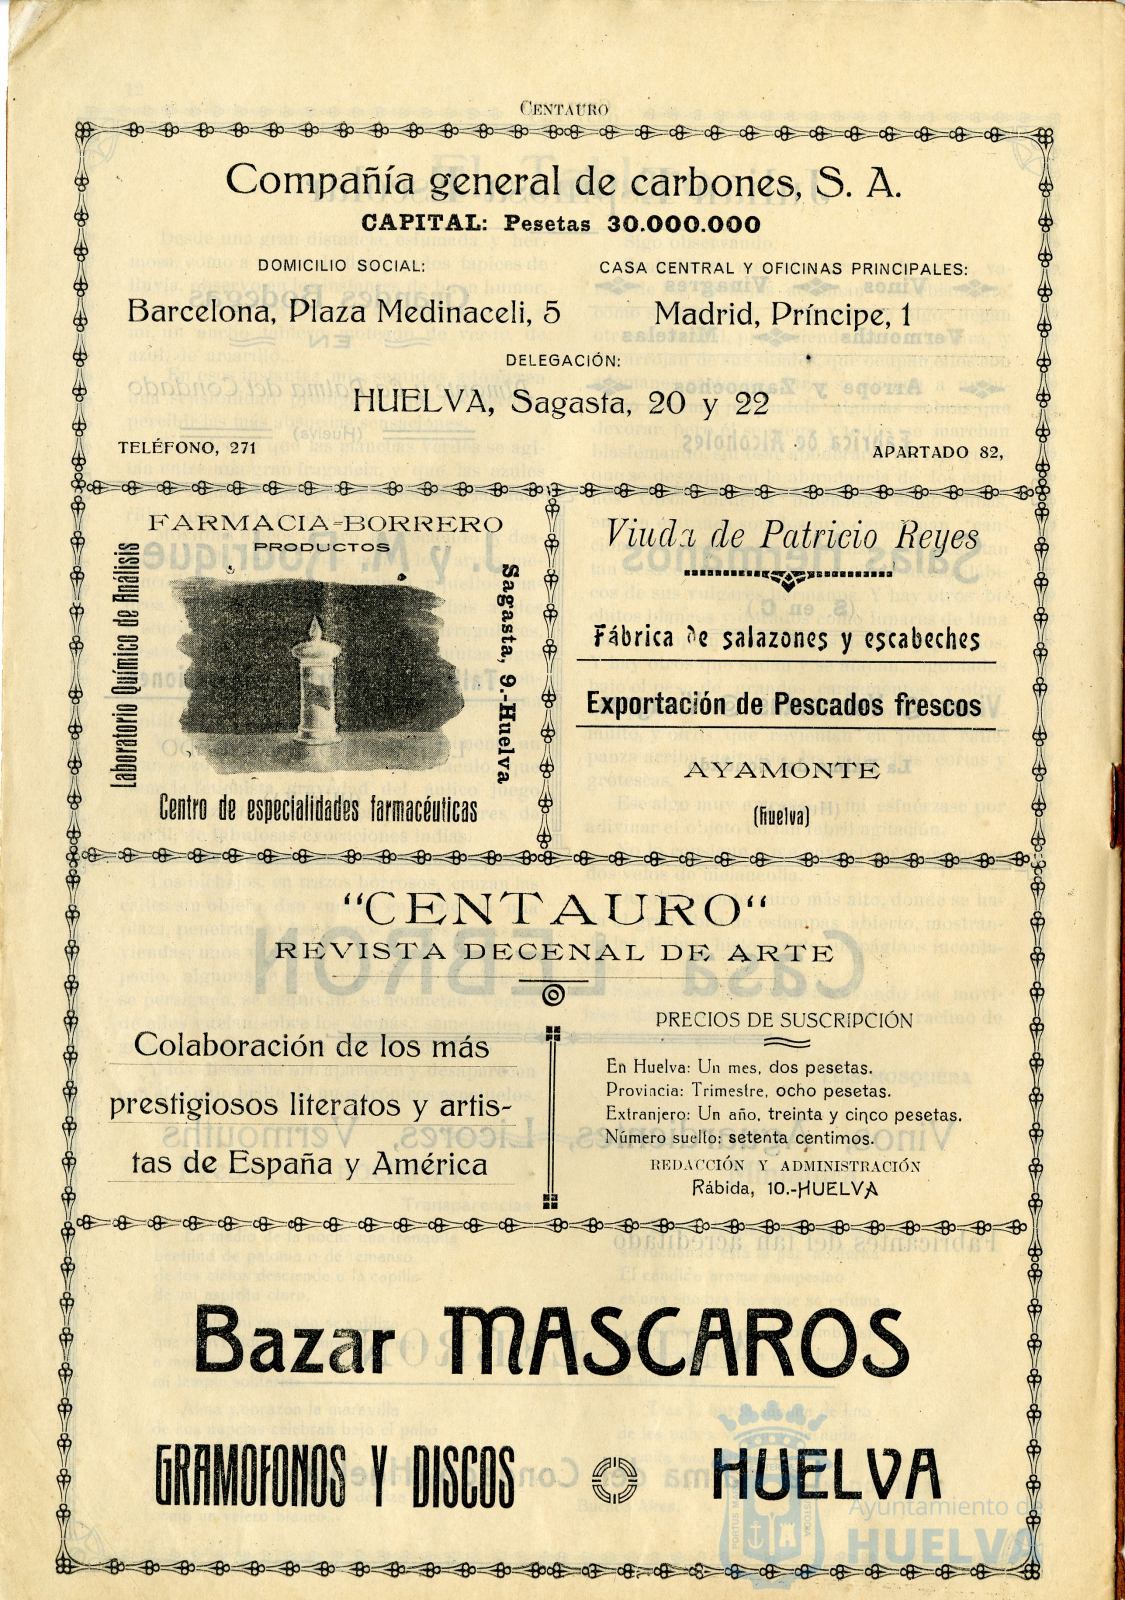 CENTAURO
Compañía general de carbones, S. A.
CAPITAL: Pesetas 30.000.000
DOMICILIO SOCIAL:
Barcelona, Plaza Medinaceli, 5
CASA CENTRAL Y OFICINAS PRINCIPALES:
Madrid, Príncipe, 1
DELEGACIÓN:
HUELVA, Sagasta, 20 y 22
TELÉFONO, 271
APARTADO 82,
FARMACIA-BORRERO
PRODUCTOS
Laboratorio Químico de Análisis
Sagasta, 9.-Huelva
Centro de especialidades farmacéuticas
Viuda de Patricio Reyes
Fábrica de salazones y escabeches
Exportación de Pescados frescos
AYAMONTE
(Huelva)
"CENTAURO"
REVISTA DECENAL DE ARTE
Colaboración de los más
prestigiosos literatos y artis-
tas de España y América
PRECIOS DE SUSCRIPCIÓN
En Huelva: Un mes, dos pesetas.
Provincia: Trimestre, ocho pesetas.
Extranjero: Un año, treinta y cinco pesetas.
Número suelto: setenta centimos.
REDACCIÓN Y ADMINISTRACIÓN
Rábida, 10.-HUELVA
Bazar MASCAROS
GRAMOFONOS Y DISCOS
HUELVA
Ayuntamiento de
HUELVA